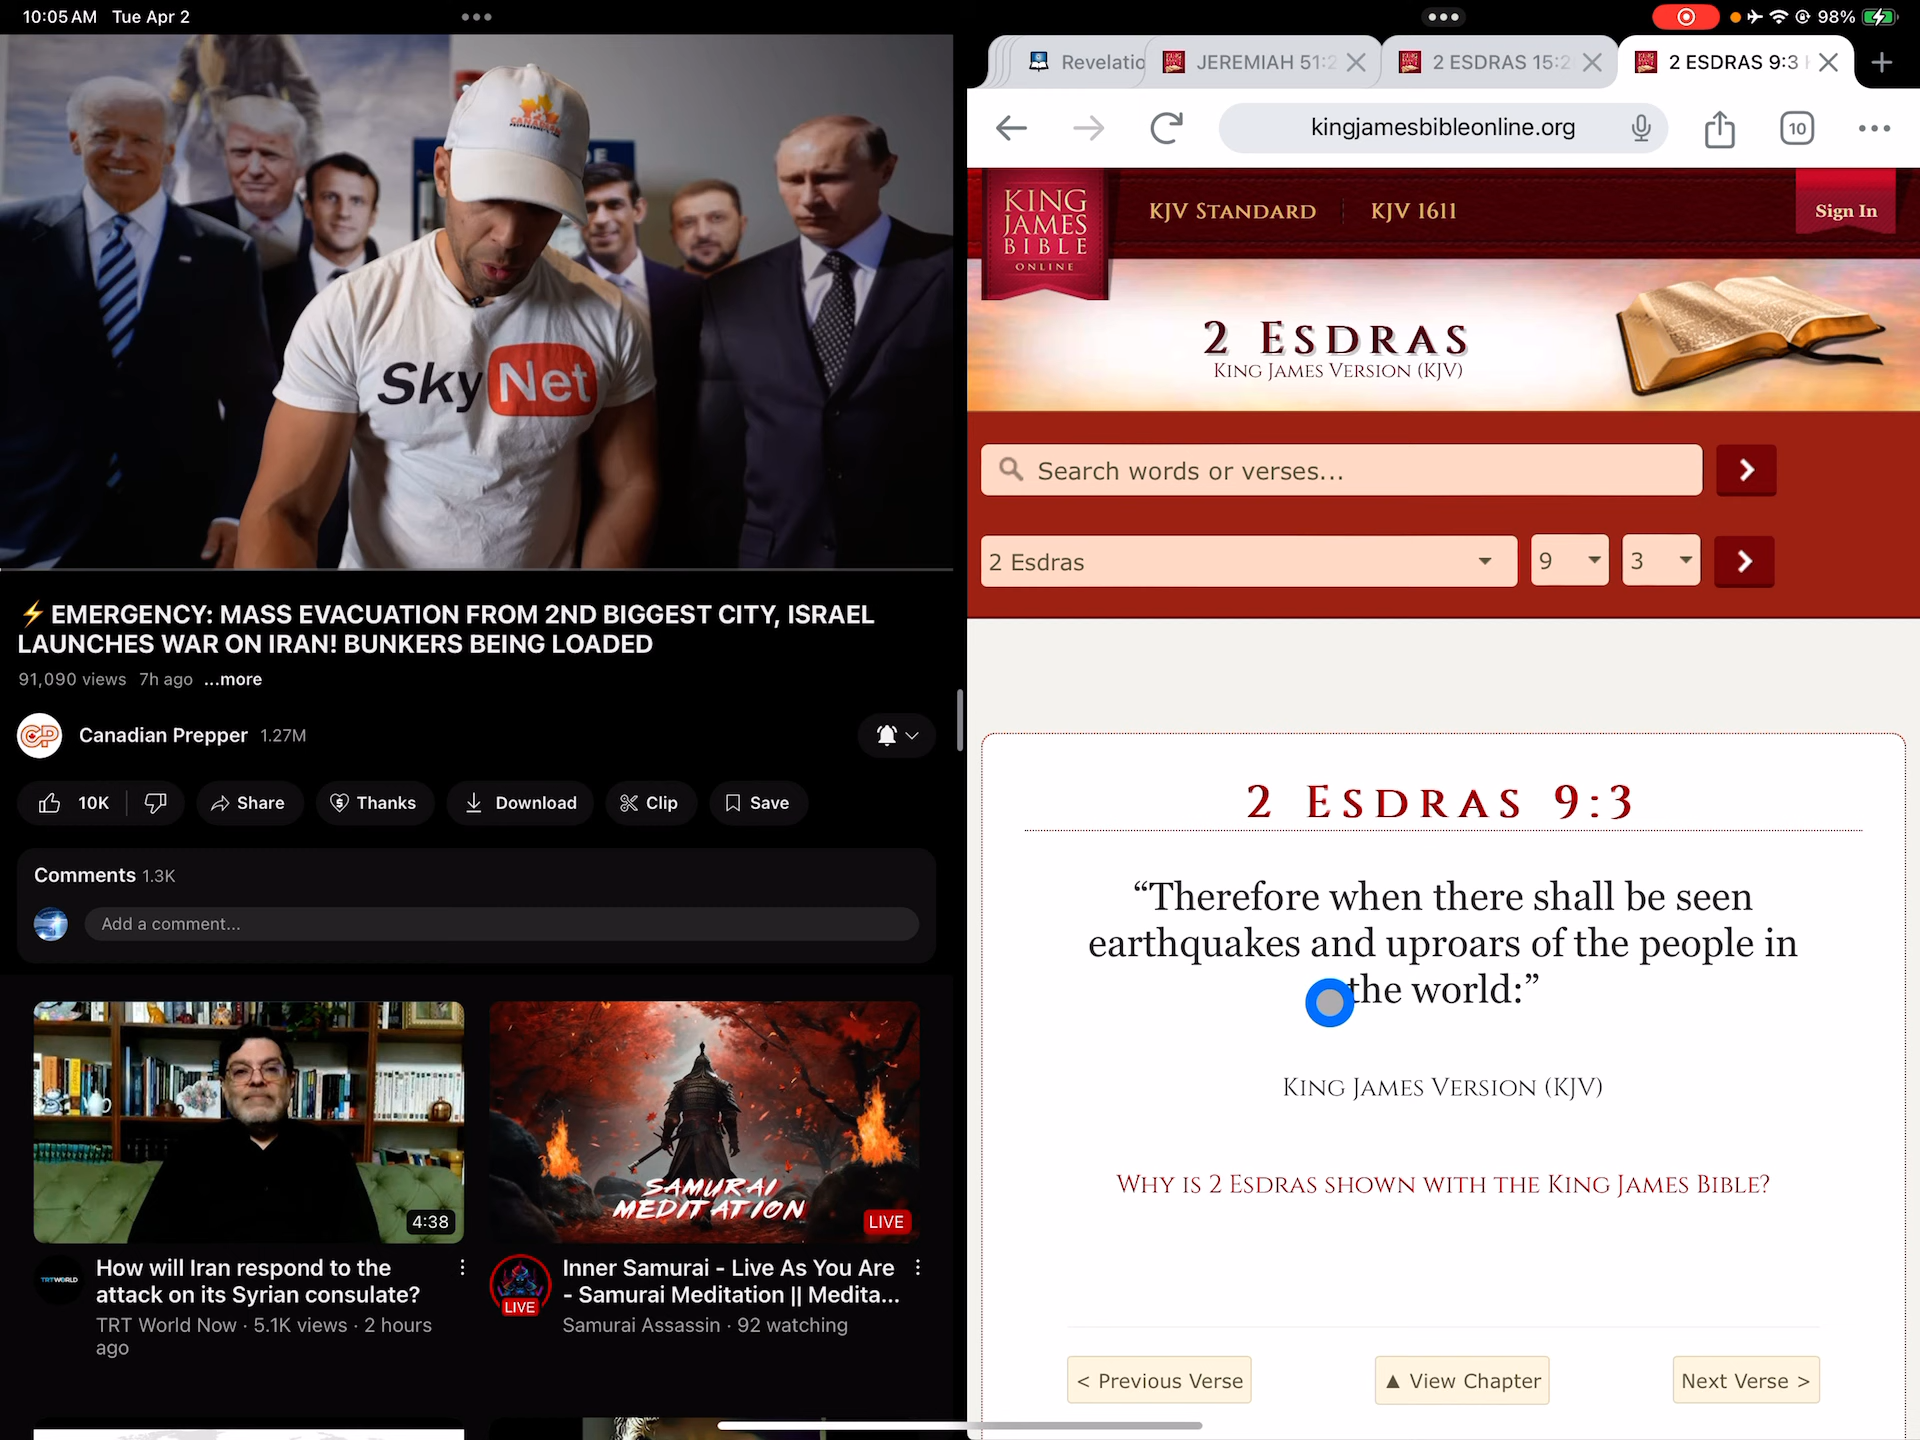 10:05 AM Tue Apr 2
98%
SkyNet
⚡ EMERGENCY: MASS EVACUATION FROM 2ND BIGGEST CITY, ISRAEL
LAUNCHES WAR ON IRAN! BUNKERS BEING LOADED
91,090 views 7h ago ...more
CP
Canadian Prepper 1.27M
10K
Share
Thanks
Download
Clip
Save
Comments 1.3K
Add a comment...
4:38
SAMURAI
MEDITATION
LIVE
TRTWORLD
How will Iran respond to the
attack on its Syrian consulate?
TRT World Now · 5.1K views · 2 hours
ago
LIVE
Inner Samurai - Live As You Are
- Samurai Meditation || Medita...
Samurai Assassin · 92 watching
Revelatio
JEREMIAH 51:2
2 ESDRAS 15:2
2 ESDRAS 9:3
kingjamesbibleonline.org
10
KING
JAMES
BIBLE
ONLINE
KJV STANDARD
KJV 1611
Sign In
2 ESDRAS
KING JAMES VERSION (KJV)
Search words or verses...
2 Esdras
9
3
2 ESDRAS 9:3
“Therefore when there shall be seen
earthquakes and uproars of the people in
the world:”
KING JAMES VERSION (KJV)
WHY IS 2 ESDRAS SHOWN WITH THE KING JAMES BIBLE?
< Previous Verse
▲ View Chapter
Next Verse >